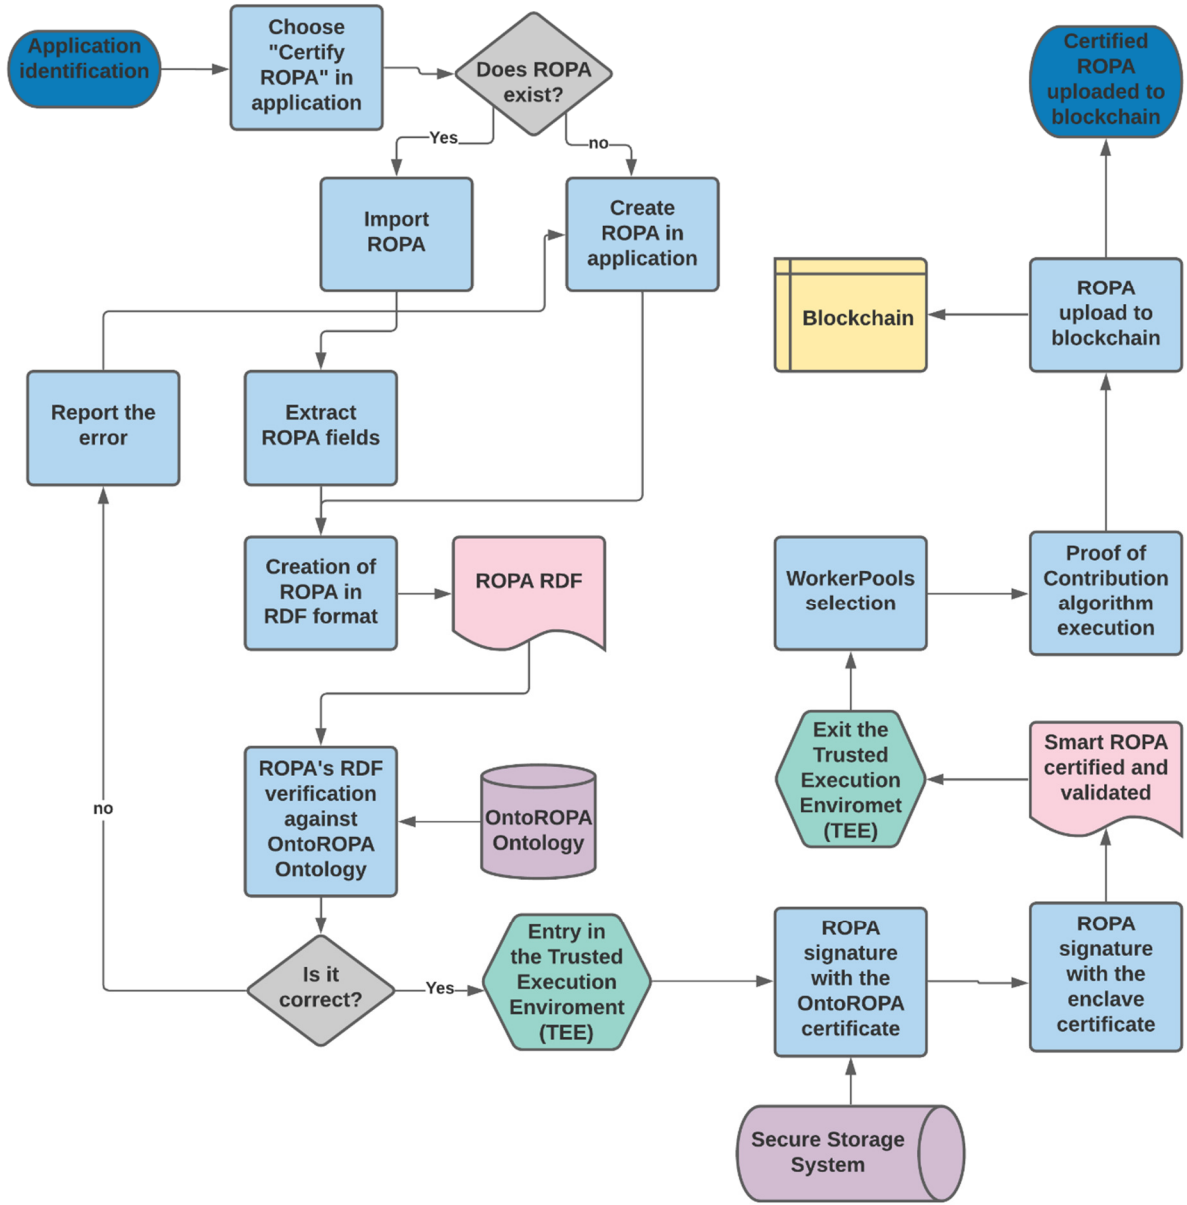 Application
identification
Choose
"Certify
ROPA" in
application
Does ROPA
exist?
Yes
no
Import
ROPA
Create
ROPA in
application
Report the
error
Extract
ROPA fields
Creation of
ROPA in
RDF format
ROPA RDF
ROPA's RDF
verification
against
OntoROPA
Ontology
OntoROPA
Ontology
no
Is it
correct?
Yes
Entry in
the Trusted
Execution
Enviroment
(TEE)
ROPA
signature
with the
OntoROPA
certificate
Secure Storage
System
ROPA
signature
with the
enclave
certificate
Smart ROPA
certified and
validated
Exit the
Trusted
Execution
Enviromet
(TEE)
WorkerPools
selection
Proof of
Contribution
algorithm
execution
ROPA
upload to
blockchain
Blockchain
Certified
ROPA
uploaded to
blockchain